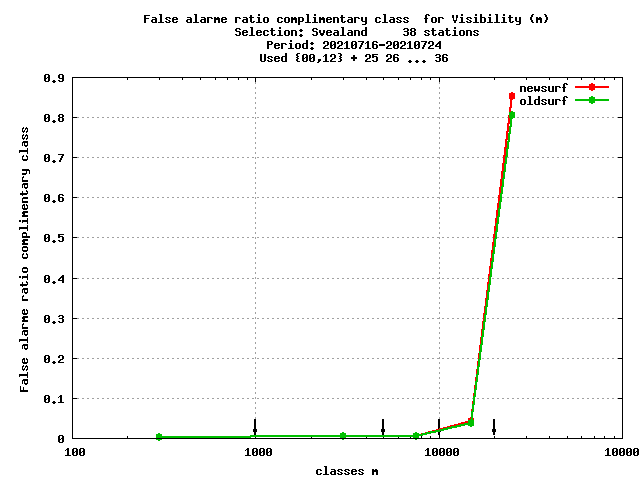 False alarme ratio complimentary class  for Visibility (m)
Selection: Svealand     38 stations
Period: 20210716-20210724
Used {00,12} + 25 26 ... 36
newsurf
oldsurf
False alarme ratio complimentary class
0.9
0.8
0.7
0.6
0.5
0.4
0.3
0.2
0.1
0
100 1000 10000 10000
classes m